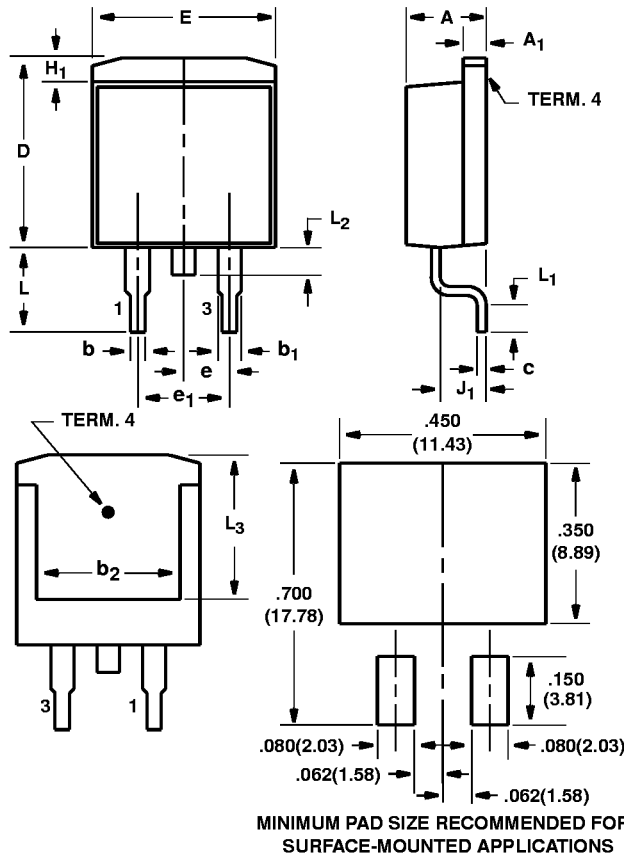 E
A
A1
H1
TERM. 4
D
L2
L
L1
1
3
b
b1
e
c
e1
J1
TERM. 4
.450
(11.43)
L3
b2
.350
(8.89)
.700
(17.78)
.150
(3.81)
3
1
.080(2.03)
.080(2.03)
.062(1.58)
.062(1.58)
MINIMUM PAD SIZE RECOMMENDED FOR
SURFACE-MOUNTED APPLICATIONS